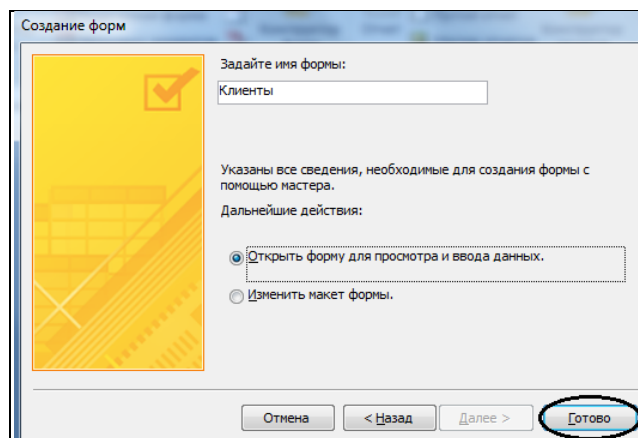 Создание форм
Задайте имя формы:
Клиенты
Указаны все сведения, необходимые для создания формы с
помощью мастера.
Дальнейшие действия:
Открыть форму для просмотра и ввода данных.
Изменить макет формы.
Отмена
< Назад
Далее >
Готово